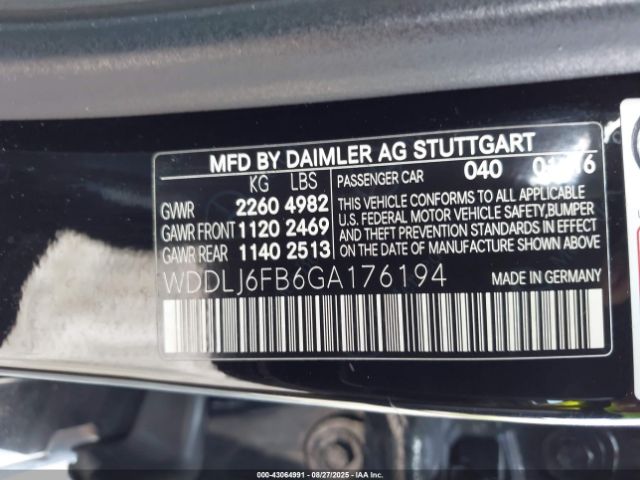 MFD BY DAIMLER AG STUTTGART
KG LBS
GVWR 2260 4982
GAWR FRONT 1120 2469
GAWR REAR 1140 2513
PASSENGER CAR 040
THIS VEHICLE CONFORMS TO ALL APPLICABLE
U.S. FEDERAL MOTOR VEHICLE SAFETY,BUMPER
AND THEFT PREVENTION STANDARDS IN EFFECT
ON THE DATE OF MANUFACTURE SHOWN ABOVE.
WDDLJ6FB6GA176194
MADE IN GERMANY
000-43064991 08/27/2025 IAAI.COM